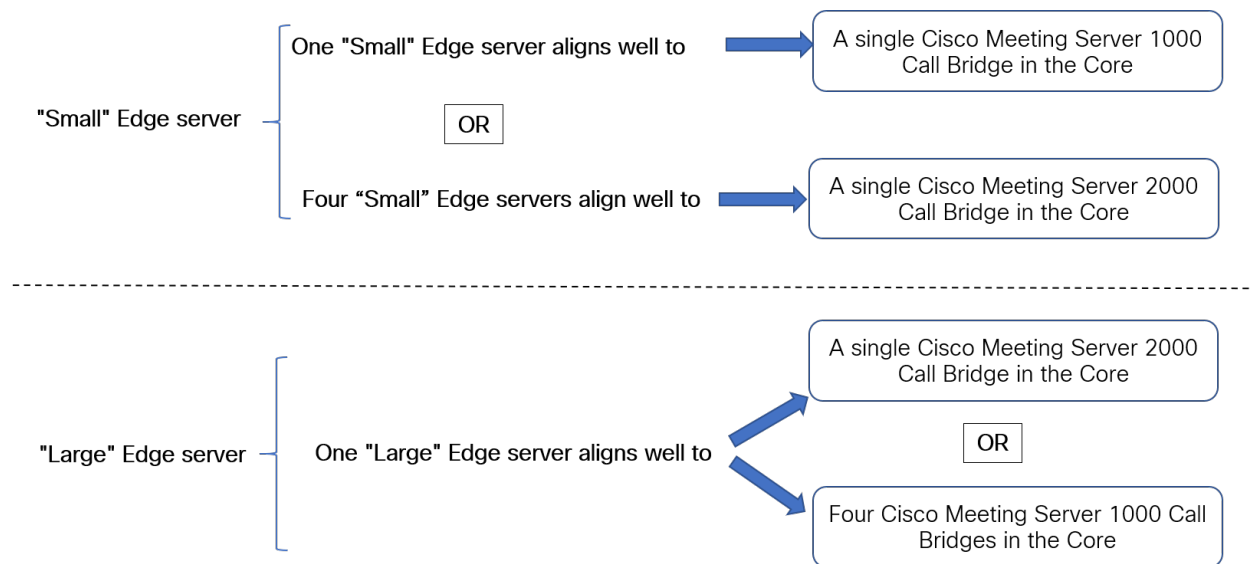 One "Small" Edge server aligns well to
A single Cisco Meeting Server 1000
Call Bridge in the Core
"Small" Edge server
OR
Four “Small” Edge servers align well to
A single Cisco Meeting Server 2000
Call Bridge in the Core
"Large" Edge server
One "Large" Edge server aligns well to
A single Cisco Meeting Server 2000
Call Bridge in the Core
OR
Four Cisco Meeting Server 1000 Call
Bridges in the Core